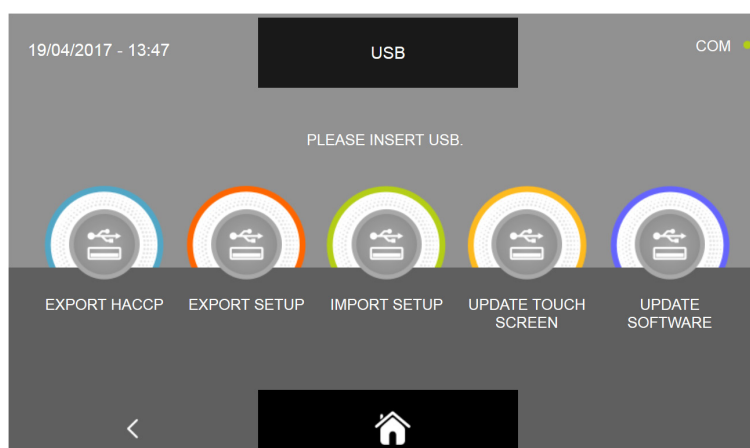 19/04/2017 - 13:47
USB
COM
PLEASE INSERT USB.
EXPORT HACCP
EXPORT SETUP
IMPORT SETUP
UPDATE TOUCH
SCREEN
UPDATE
SOFTWARE